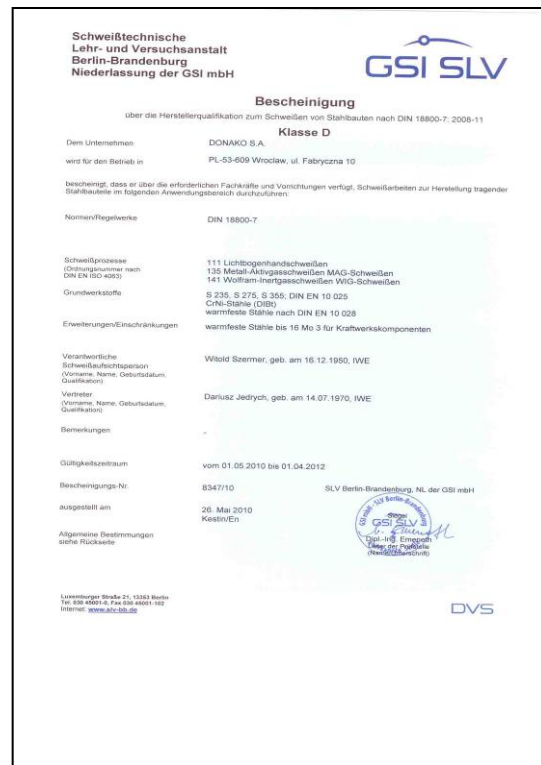 Schweißtechnische
Lehr- und Versuchsanstalt
Berlin-Brandenburg
Niederlassung der GSI mbH
GSI SLV
Bescheinigung
über die Herstellerqualifikation zum Schweißen von Stahlbauten nach DIN 18800-7: 2008-11
Klasse D
Dem Unternehmen DONAKO S.A.
wird für den Betrieb in PL-53-609 Wroclaw, ul. Fabryczna 10
bescheinigt, dass er über die erforderlichen Fachkräfte und Vorrichtungen verfügt, Schweißarbeiten zur Herstellung tragender
Stahlbauteile im folgenden Anwendungsbereich durchzuführen:
Normen/Regelwerke DIN 18800-7
Schweißprozesse 111 Lichtbogenhandschweißen
(Ordnungsnummer nach 135 Metall-Aktivgasschweißen MAG-Schweißen
DIN EN ISO 4063) 141 Wolfram-Inertgasschweißen WIG-Schweißen
Grundwerkstoffe S 235, S 275, S 355; DIN EN 10 025
CrNi-Stähle (DIBt)
warmfeste Stähle nach DIN EN 10 028
Erweiterungen/Einschränkungen warmfeste Stähle bis 16 Mo 3 für Kraftwerkskomponenten
Verantwortliche Witold Szermer, geb. am 16.12.1950, IWE
Schweißaufsichtsperson
(Vorname, Name, Geburtsdatum,
Qualifikation)
Vertreter Dariusz Jedrych, geb. am 14.07.1970, IWE
(Vorname, Name, Geburtsdatum,
Qualifikation)
Bemerkungen -
Gültigkeitszeitraum vom 01.05.2010 bis 01.04.2012
Bescheinigungs-Nr. 8347/10 SLV Berlin-Brandenburg, NL der GSI mbH
ausgestellt am 26. Mai 2010
Kestin/En
Siegel
GSI SLV
Dipl.-Ing. Emepoth
Leiter der Prüfstelle
Allgemeine Bestimmungen
siehe Rückseite
Luxemburger Straße 21, 13353 Berlin
Tel. 030 45001-0, Fax 030 45001-102
Internet: www.slv-bb.de
DVS